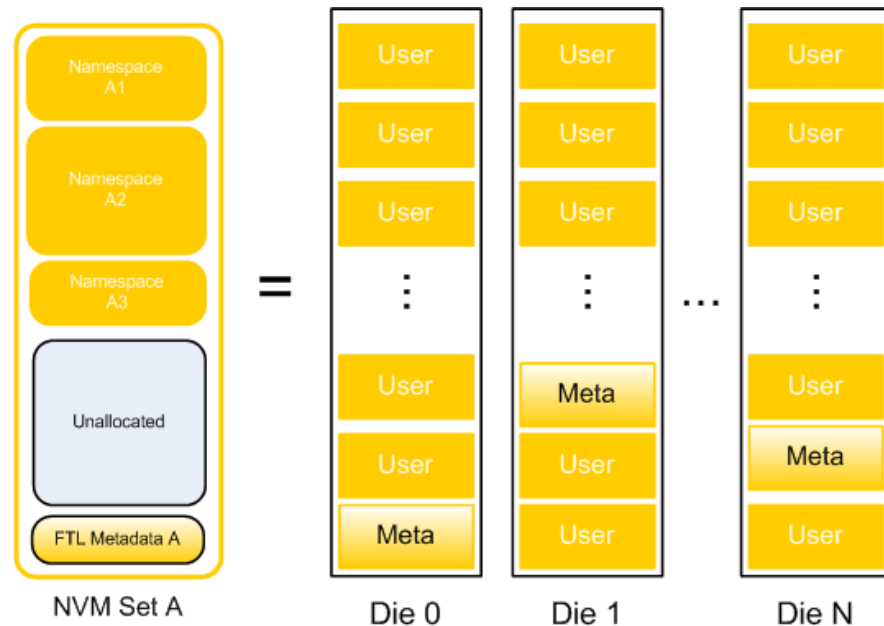 Namespace
A1
Namespace
A2
Namespace
A3
Unallocated
FTL Metadata A
NVM Set A
=
User
User
User
⋮
User
User
Meta
Die 0
User
User
User
⋮
Meta
User
User
Die 1
...
User
User
User
⋮
User
Meta
User
Die N